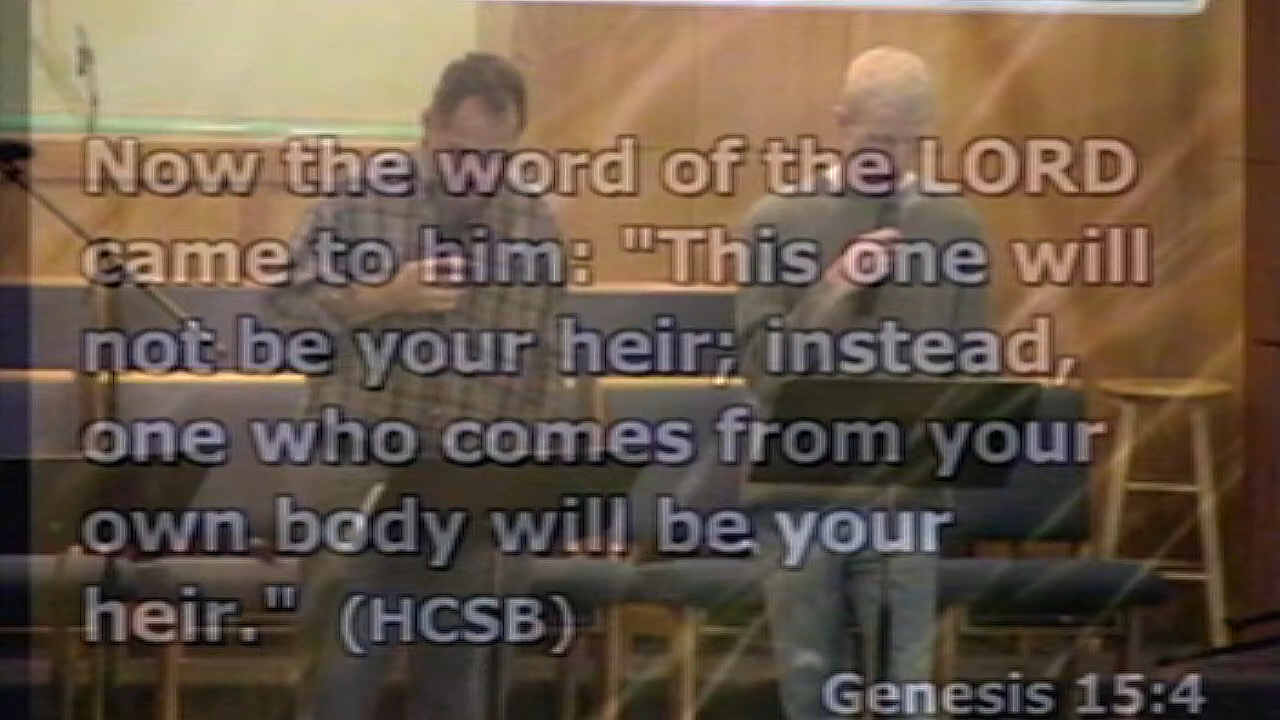 Now the word of the LORD
came to him: "This one will
not be your heir; instead,
one who comes from your
own body will be your
heir." (HCSB)
Genesis 15:4